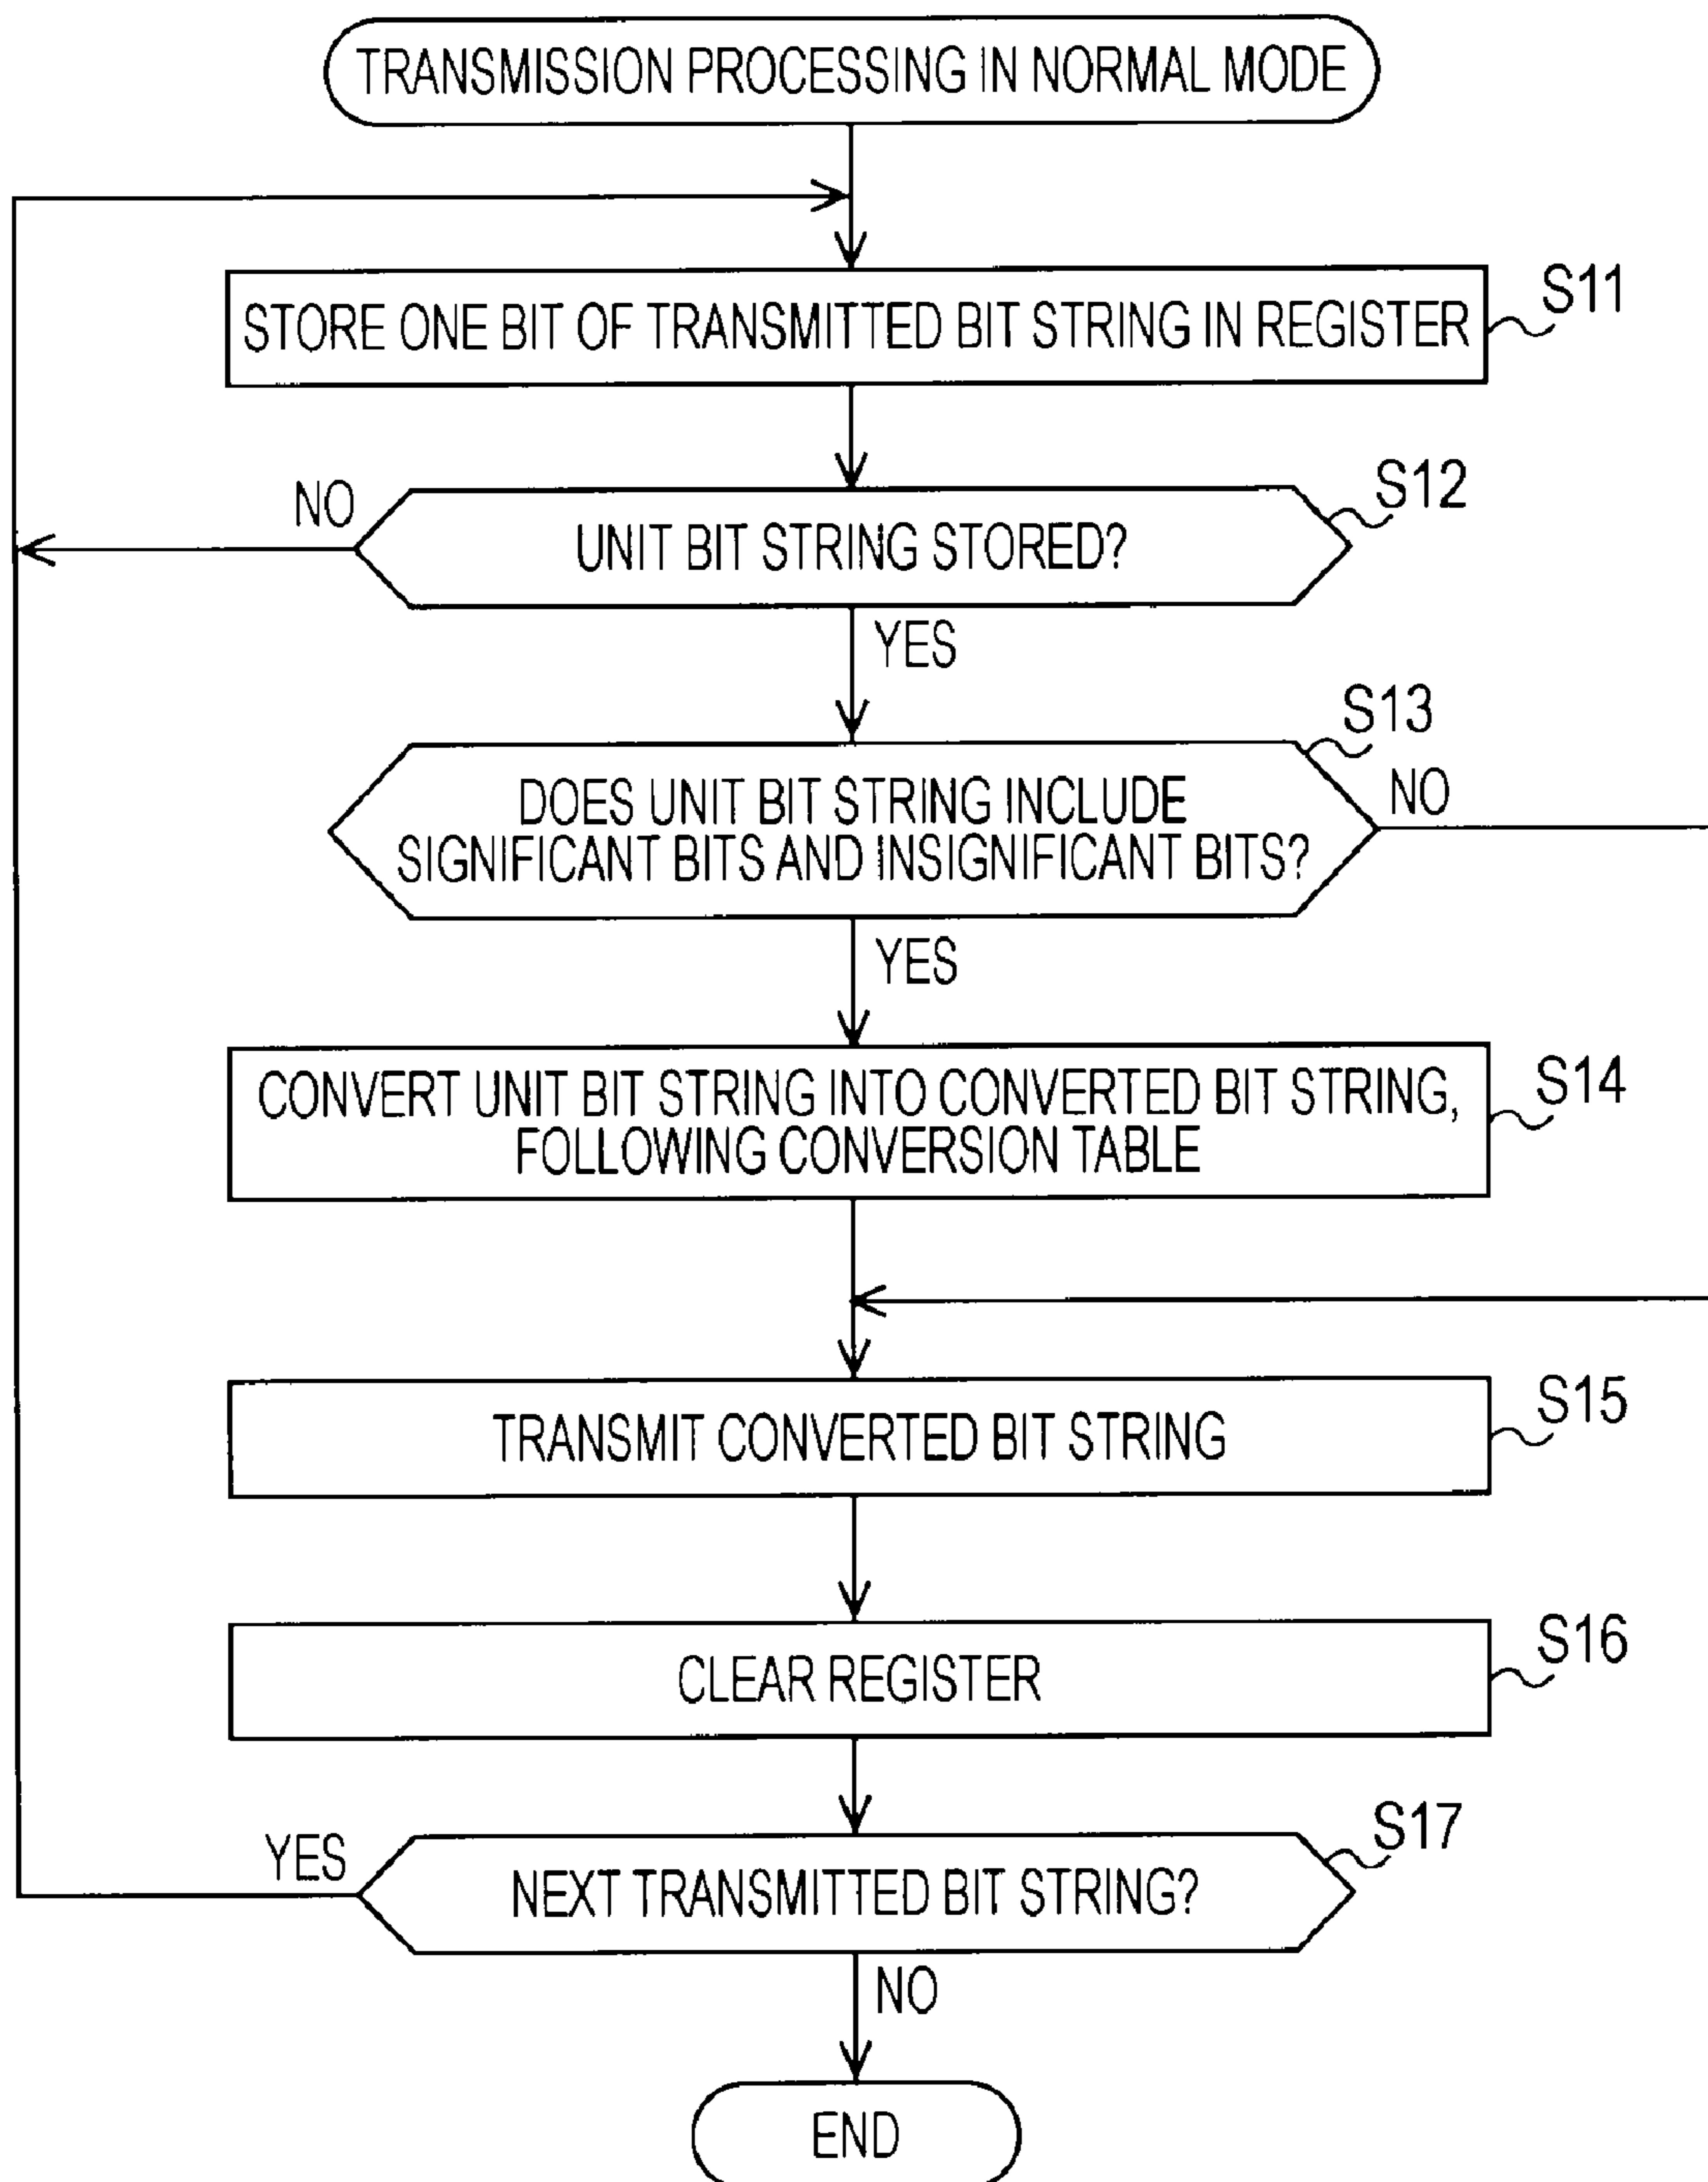 TRANSMISSION PROCESSING IN NORMAL MODE
STORE ONE BIT OF TRANSMITTED BIT STRING IN REGISTER
S11
NO
UNIT BIT STRING STORED?
S12
YES
S13
DOES UNIT BIT STRING INCLUDE
SIGNIFICANT BITS AND INSIGNIFICANT BITS?
NO
YES
CONVERT UNIT BIT STRING INTO CONVERTED BIT STRING,
FOLLOWING CONVERSION TABLE
S14
TRANSMIT CONVERTED BIT STRING
S15
CLEAR REGISTER
S16
YES
NEXT TRANSMITTED BIT STRING?
S17
NO
END